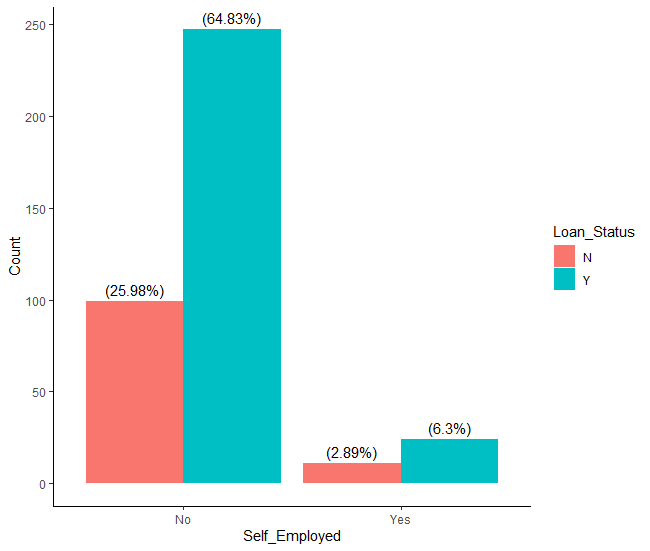 (64.83%)
(25.98%)
(6.3%)
(2.89%)
250
200
150
100
50
0
Count
No
Yes
Self_Employed
Loan_Status
N
Y